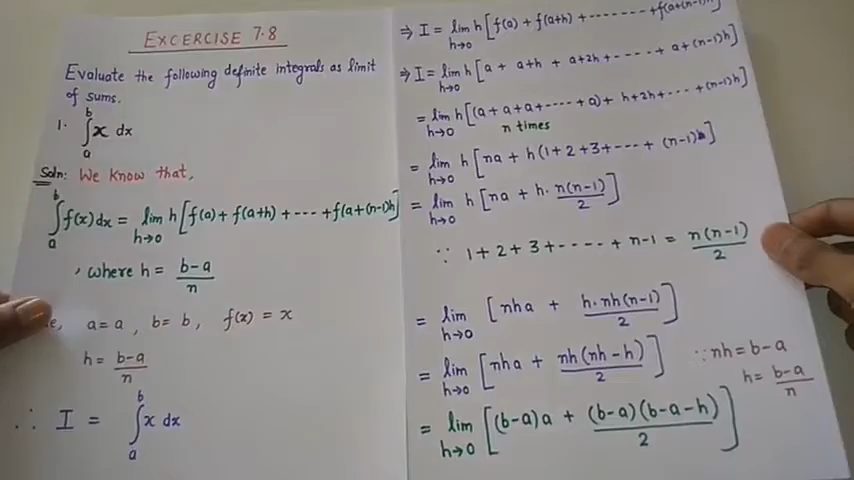 EXCERCISE 7.8
Evaluate the following definite integrals as limit
of sums.
1. ∫ₐᵇ x dx
Soln: We know that,
∫ₐᵇ f(x) dx = lim h→0 h[f(a) + f(a+h) + ---- + f(a+(n-1)h]
, where h = (b-a)/n
a = a , b = b, f(x) = x
h = (b-a)/n
∴ I = ∫ₐᵇ x dx
⇒ I = lim h→0 h[f(a) + f(a+h) + -------- + f(a+(n-1)h]
⇒ I = lim h→0 h[a + a+h + a+2h + ----- + a+(n-1)h]
= lim h→0 h[(a+a+a+----+a) + h+2h+--- + (n-1)h]
n times
= lim h→0 h[na + h(1+2+3+--- + (n-1)]
= lim h→0 h[na + h. n(n-1)/2]
∵ 1+2+3+---- + n-1 = n(n-1)/2
= lim h→0 [nha + h.nh(n-1)/2]
= lim h→0 [nha + nh(nh-h)/2] ∵ nh = b-a
h = (b-a)/n
= lim h→0 [(b-a)a + (b-a)(b-a-h)/2]